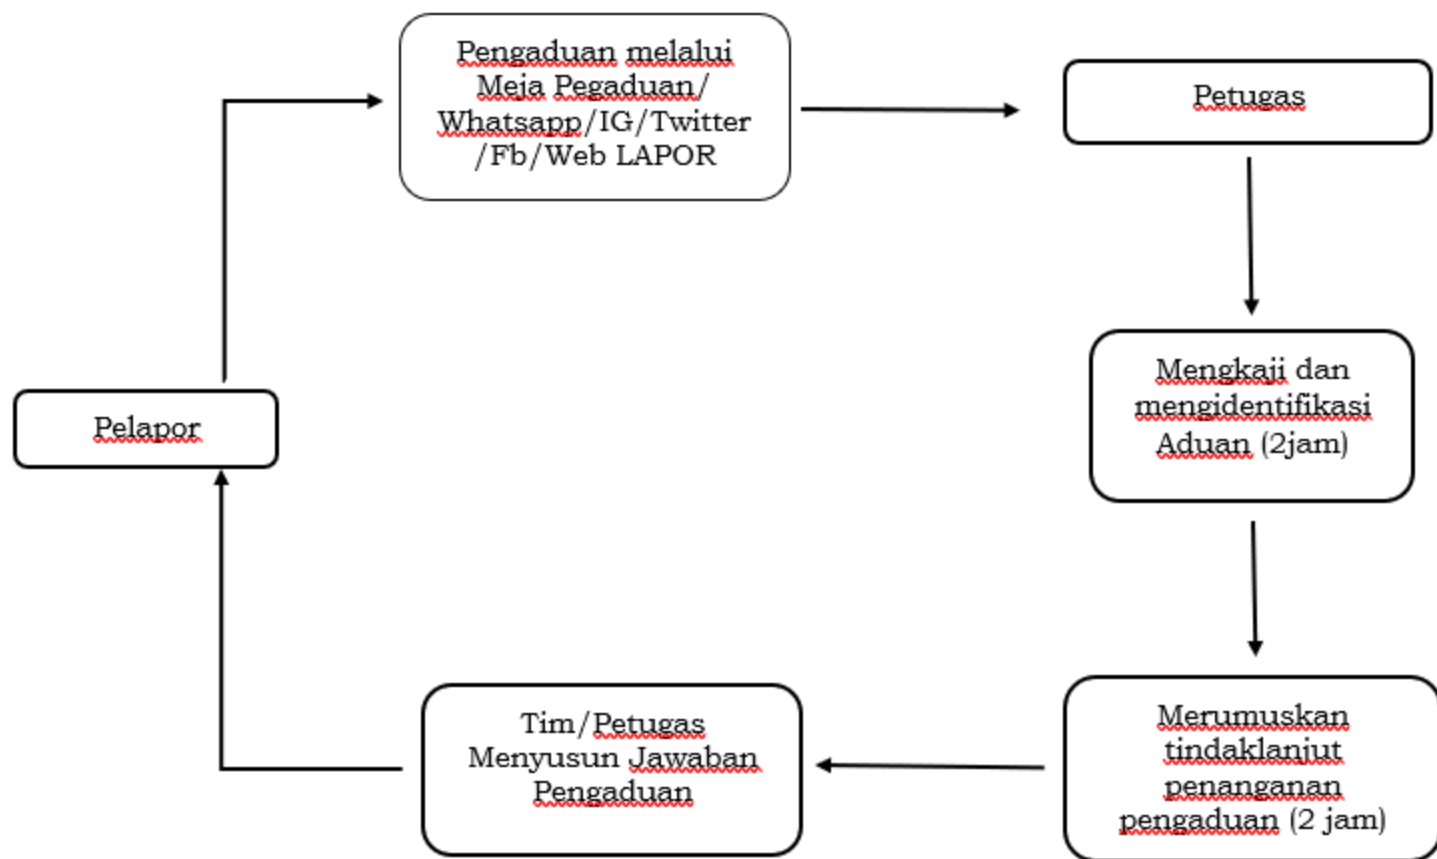 Pengaduan melalui
Meja Pegaduan/
Whatsapp/IG/Twitter
/Fb/Web LAPOR
Petugas
Mengkaji dan
mengidentifikasi
Aduan (2jam)
Merumuskan
tindaklanjut
penanganan
pengaduan (2 jam)
Tim/Petugas
Menyusun Jawaban
Pengaduan
Pelapor